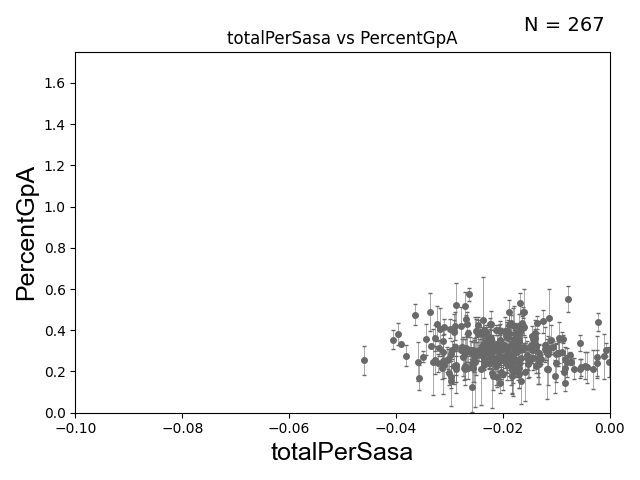 N = 267
totalPerSasa vs PercentGpA
PercentGpA
1.6
1.4
1.2
1.0
0.8
0.6
0.4
0.2
0.0
−0.10 −0.08 −0.06 −0.04 −0.02 0.00
totalPerSasa